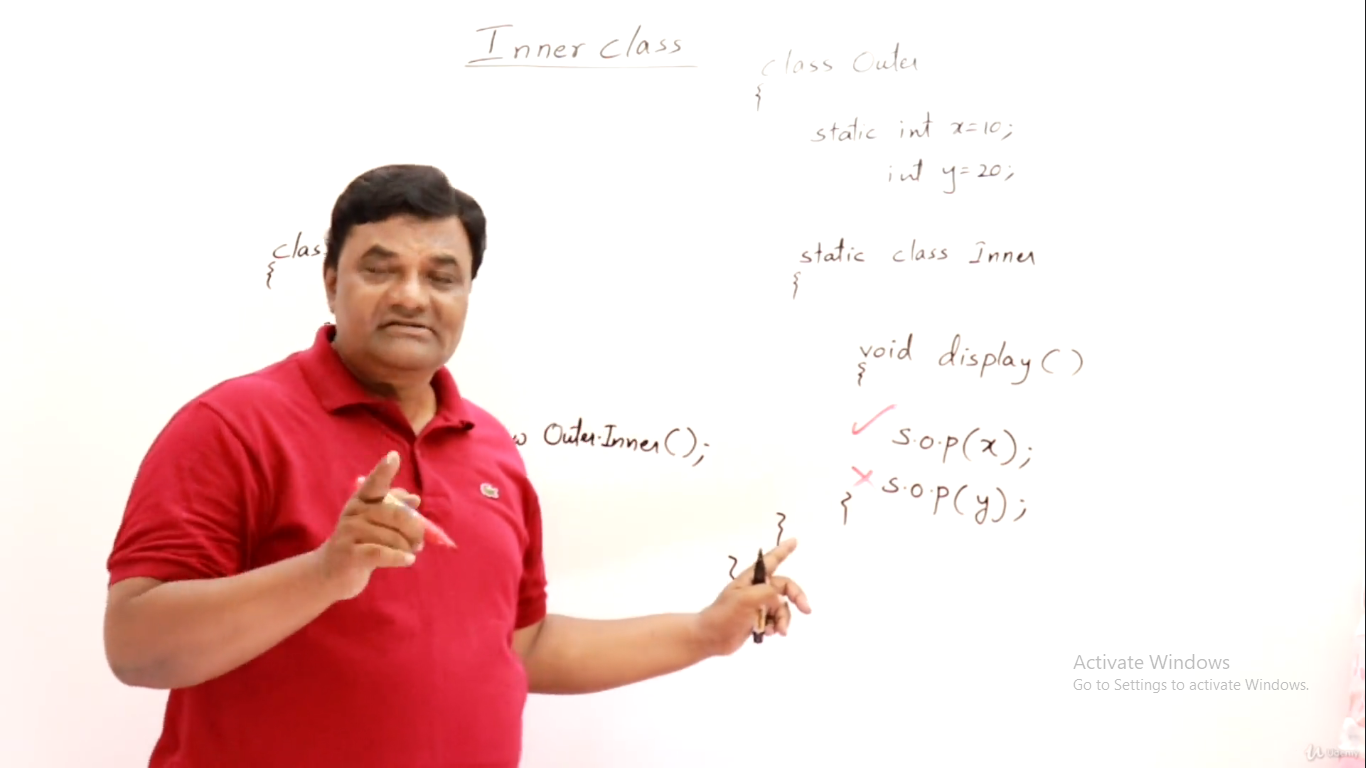 Inner class
class Outer
{
static int x=10;
int y=20;
static class Inner
{
void display()
{
✓ S.O.P(x);
✗ S.O.P(y);
}
}
}
{
Outer.Inner();
Activate Windows
Go to Settings to activate Windows.
Udemy